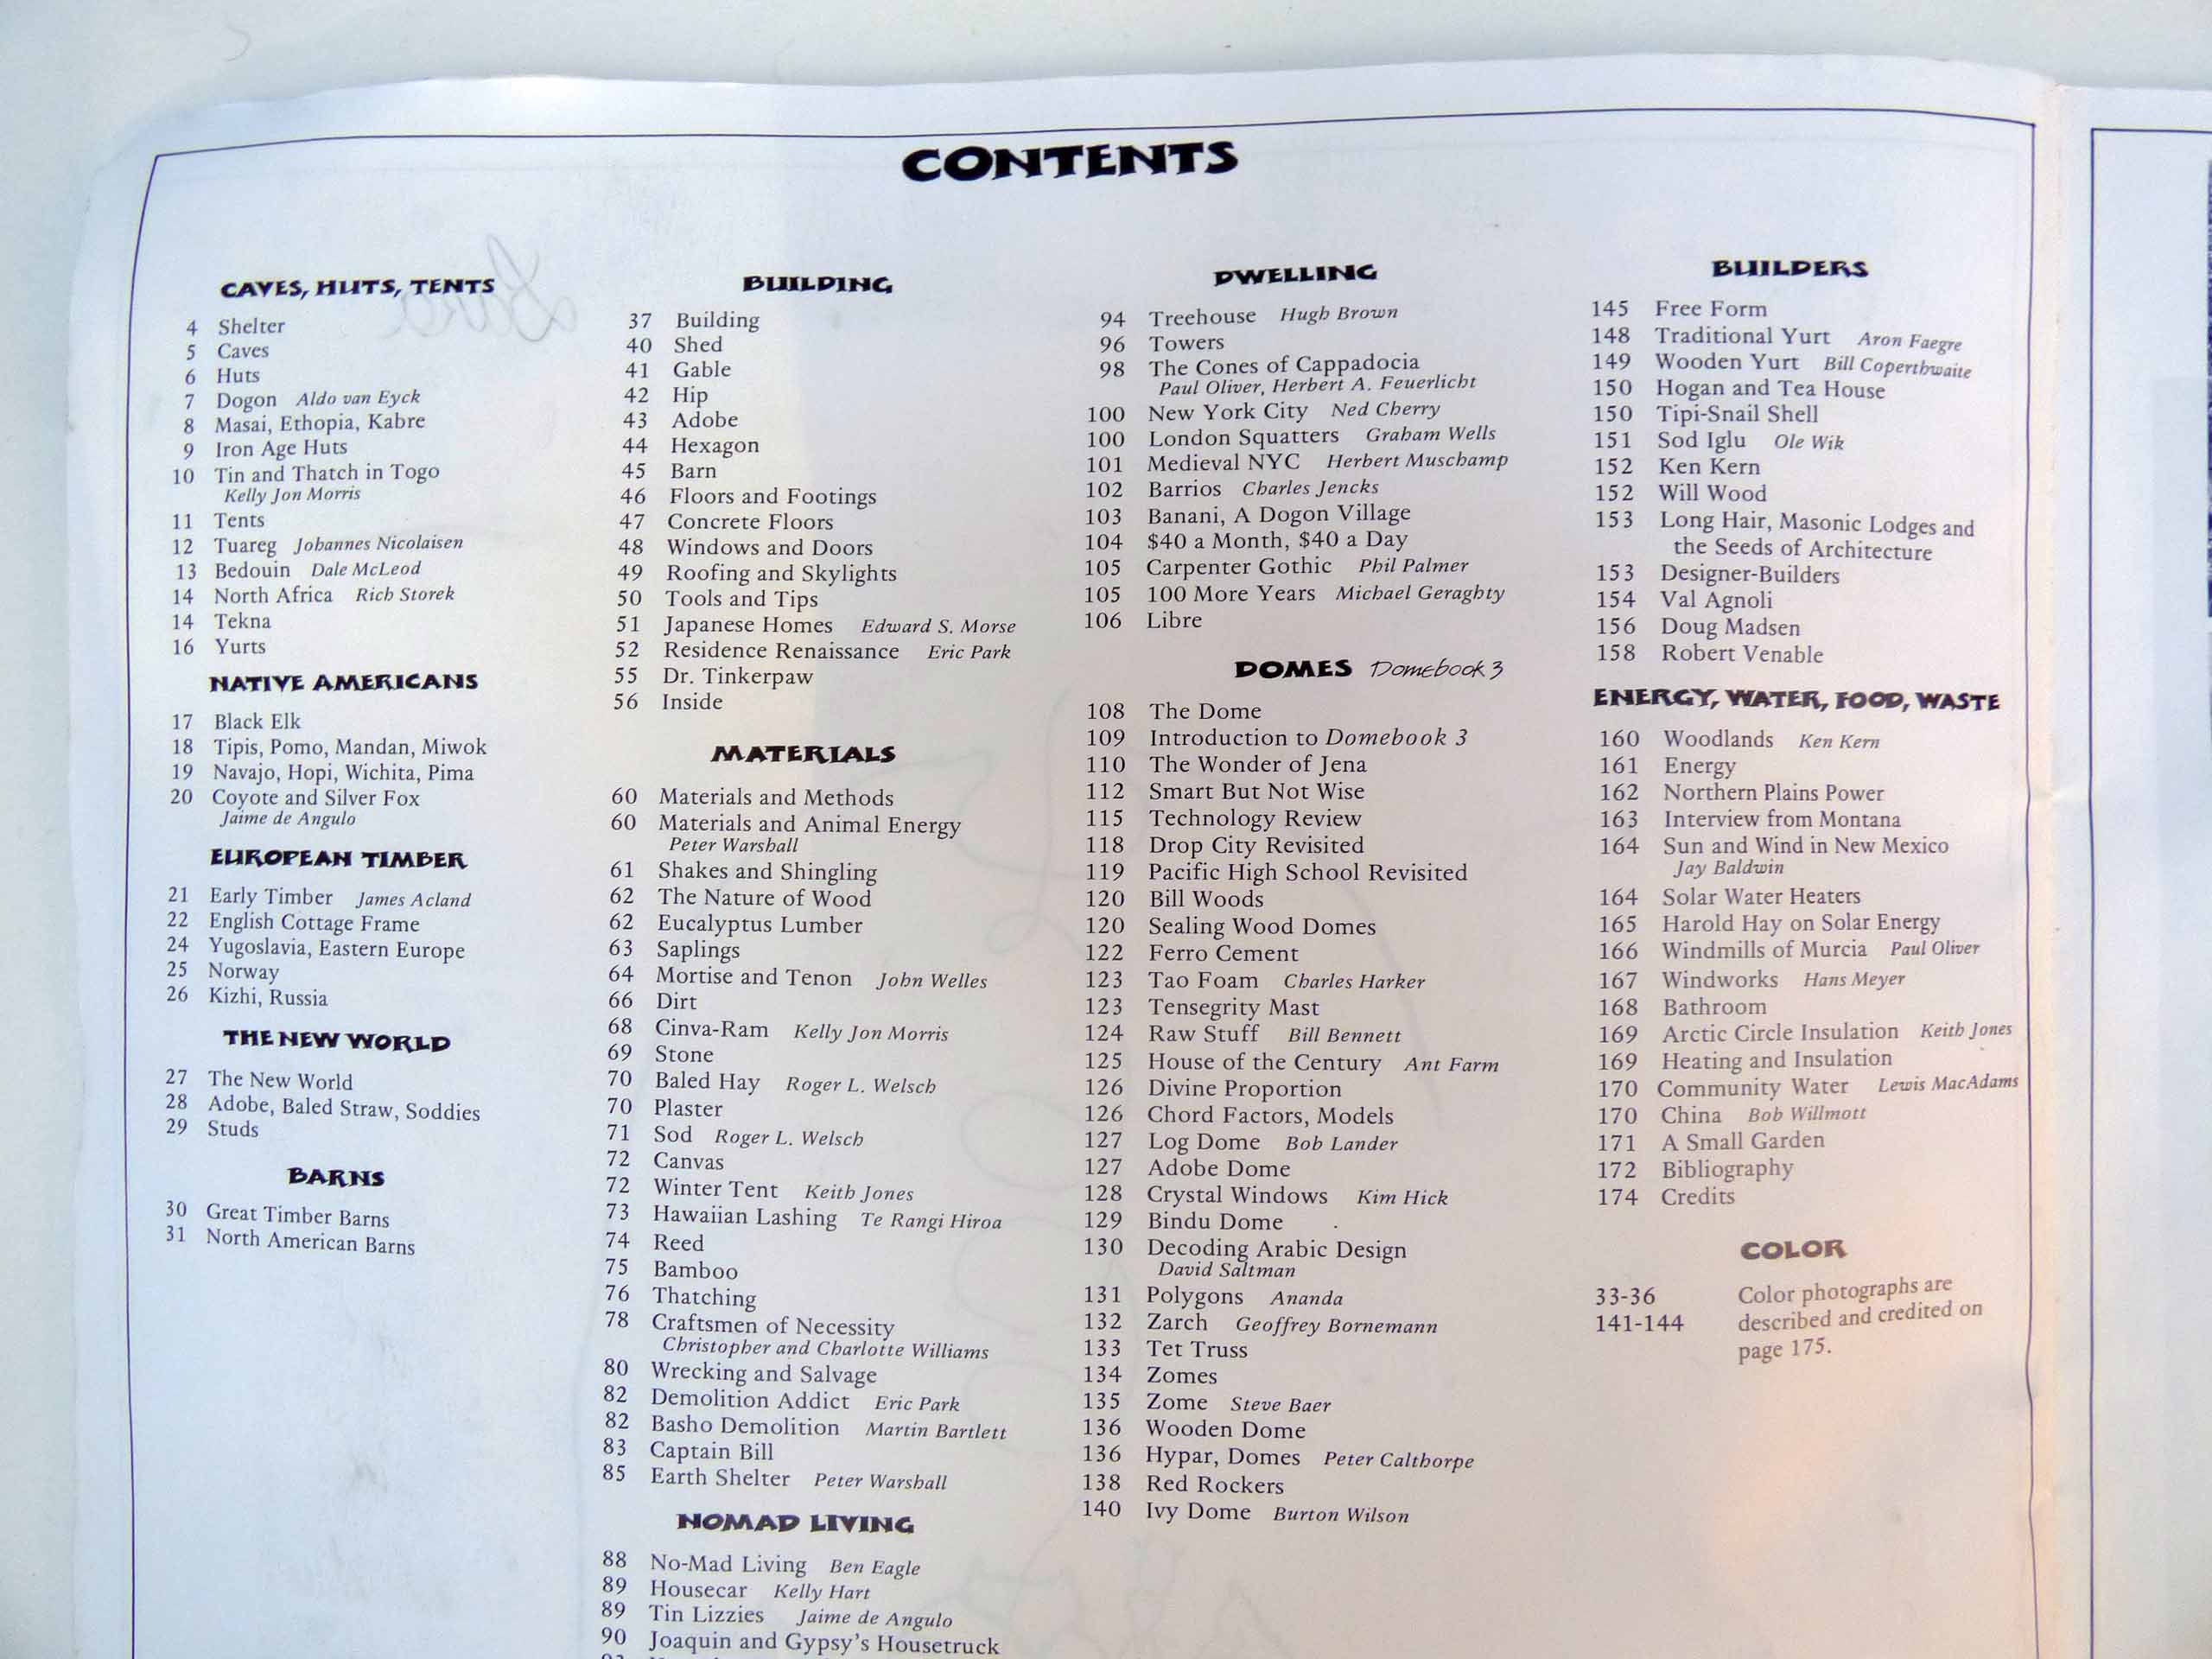 CONTENTS
CAVES, HUTS, TENTS
4 Shelter
5 Caves
6 Huts
7 Dogon Aldo van Eyck
8 Masai, Ethopia, Kabre
9 Iron Age Huts
10 Tin and Thatch in Togo
Kelly Jon Morris
11 Tents
12 Tuareg Johannes Nicolaisen
13 Bedouin Dale McLeod
14 North Africa Rich Storek
14 Tekna
16 Yurts
NATIVE AMERICANS
17 Black Elk
18 Tipis, Pomo, Mandan, Miwok
19 Navajo, Hopi, Wichita, Pima
20 Coyote and Silver Fox
Jaime de Angulo
EUROPEAN TIMBER
21 Early Timber James Acland
22 English Cottage Frame
24 Yugoslavia, Eastern Europe
25 Norway
26 Kizhi, Russia
THE NEW WORLD
27 The New World
28 Adobe, Baled Straw, Soddies
29 Studs
BARNS
30 Great Timber Barns
31 North American Barns
BUILDING
37 Building
40 Shed
41 Gable
42 Hip
43 Adobe
44 Hexagon
45 Barn
46 Floors and Footings
47 Concrete Floors
48 Windows and Doors
49 Roofing and Skylights
50 Tools and Tips
51 Japanese Homes Edward S. Morse
52 Residence Renaissance Eric Park
55 Dr. Tinkerpaw
56 Inside
MATERIALS
60 Materials and Methods
60 Materials and Animal Energy
Peter Warshall
61 Shakes and Shingling
62 The Nature of Wood
62 Eucalyptus Lumber
63 Saplings
64 Mortise and Tenon John Welles
66 Dirt
68 Cinva-Ram Kelly Jon Morris
69 Stone
70 Baled Hay Roger L. Welsch
70 Plaster
71 Sod Roger L. Welsch
72 Canvas
72 Winter Tent Keith Jones
73 Hawaiian Lashing Te Rangi Hiroa
74 Reed
75 Bamboo
76 Thatching
78 Craftsmen of Necessity
Christopher and Charlotte Williams
80 Wrecking and Salvage
82 Demolition Addict Eric Park
82 Basho Demolition Martin Bartlett
83 Captain Bill
85 Earth Shelter Peter Warshall
NOMAD LIVING
88 No-Mad Living Ben Eagle
89 Housecar Kelly Hart
89 Tin Lizzies Jaime de Angulo
90 Joaquin and Gypsy's Housetruck
DWELLING
94 Treehouse Hugh Brown
96 Towers
98 The Cones of Cappadocia
Paul Oliver, Herbert A. Feuerlicht
100 New York City Ned Cherry
100 London Squatters Graham Wells
101 Medieval NYC Herbert Muschamp
102 Barrios Charles Jencks
103 Banani, A Dogon Village
104 $40 a Month, $40 a Day
105 Carpenter Gothic Phil Palmer
105 100 More Years Michael Geraghty
106 Libre
DOMES Domebook 3
108 The Dome
109 Introduction to Domebook 3
110 The Wonder of Jena
112 Smart But Not Wise
115 Technology Review
118 Drop City Revisited
119 Pacific High School Revisited
120 Bill Woods
120 Sealing Wood Domes
122 Ferro Cement
123 Tao Foam Charles Harker
123 Tensegrity Mast
124 Raw Stuff Bill Bennett
125 House of the Century Ant Farm
126 Divine Proportion
126 Chord Factors, Models
127 Log Dome Bob Lander
127 Adobe Dome
128 Crystal Windows Kim Hick
129 Bindu Dome
130 Decoding Arabic Design
David Saltman
131 Polygons Ananda
132 Zarch Geoffrey Bornemann
133 Tet Truss
134 Zomes
135 Zome Steve Baer
136 Wooden Dome
136 Hypar, Domes Peter Calthorpe
138 Red Rockers
140 Ivy Dome Burton Wilson
BUILDERS
145 Free Form
148 Traditional Yurt Aron Faegre
149 Wooden Yurt Bill Coperthwaite
150 Hogan and Tea House
150 Tipi-Snail Shell
151 Sod Iglu Ole Wik
152 Ken Kern
152 Will Wood
153 Long Hair, Masonic Lodges and
the Seeds of Architecture
153 Designer-Builders
154 Val Agnoli
156 Doug Madsen
158 Robert Venable
ENERGY, WATER, FOOD, WASTE
160 Woodlands Ken Kern
161 Energy
162 Northern Plains Power
163 Interview from Montana
164 Sun and Wind in New Mexico
Jay Baldwin
164 Solar Water Heaters
165 Harold Hay on Solar Energy
166 Windmills of Murcia Paul Oliver
167 Windworks Hans Meyer
168 Bathroom
169 Arctic Circle Insulation Keith Jones
169 Heating and Insulation
170 Community Water Lewis MacAdams
170 China Bob Willmott
171 A Small Garden
172 Bibliography
174 Credits
COLOR
33-36 Color photographs are
141-144 described and credited on
page 175.